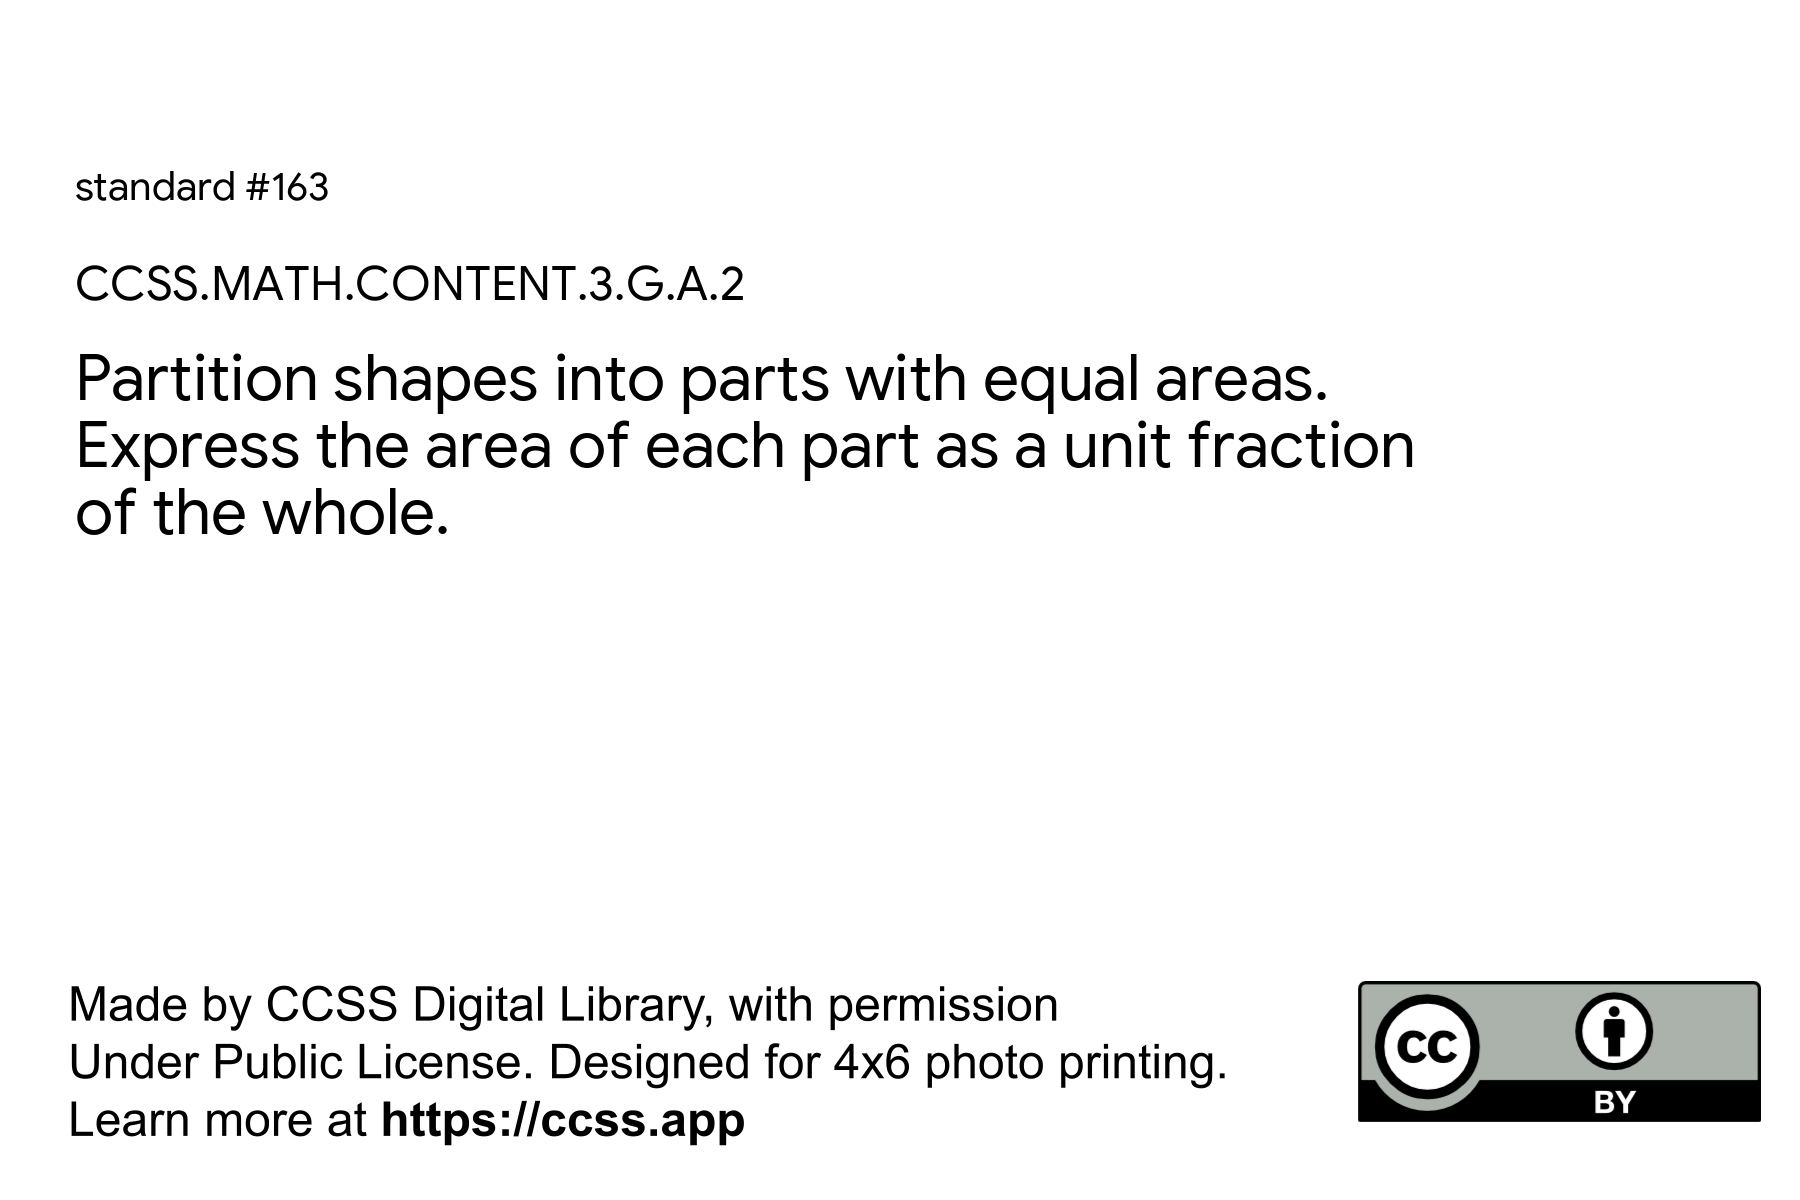 standard #163
CCSS.MATH.CONTENT.3.G.A.2
Partition shapes into parts with equal areas.
Express the area of each part as a unit fraction
of the whole.
Made by CCSS Digital Library, with permission
Under Public License. Designed for 4x6 photo printing.
Learn more at https://ccss.app
CC
BY